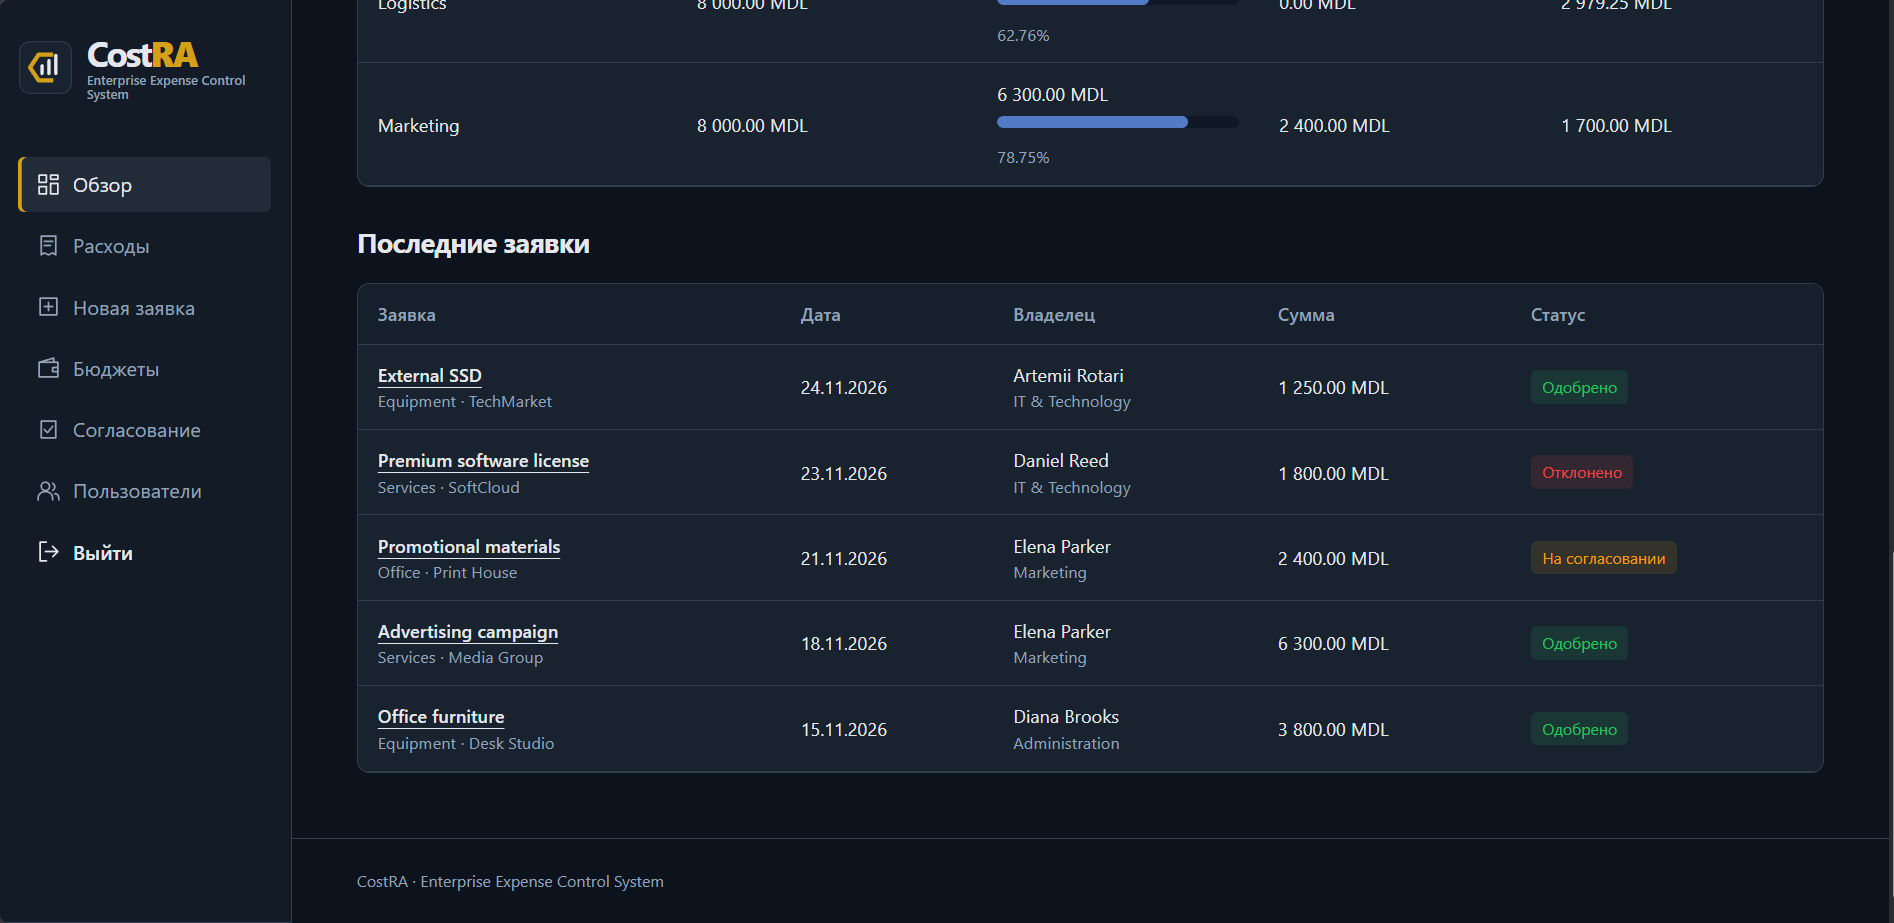 CostRA
Enterprise Expense Control
System
Обзор
Расходы
Новая заявка
Бюджеты
Согласование
Пользователи
Выйти
Logistics 8 000.00 MDL 0.00 MDL 2 979.25 MDL
62.76%
6 300.00 MDL
Marketing 8 000.00 MDL 2 400.00 MDL 1 700.00 MDL
78.75%
Последние заявки
Заявка Дата Владелец Сумма Статус
External SSD Artemii Rotari
24.11.2026 1 250.00 MDL Одобрено
Equipment · TechMarket IT & Technology
Premium software license Daniel Reed
23.11.2026 1 800.00 MDL Отклонено
Services · SoftCloud IT & Technology
Promotional materials Elena Parker
21.11.2026 2 400.00 MDL На согласовании
Office · Print House Marketing
Advertising campaign Elena Parker
18.11.2026 6 300.00 MDL Одобрено
Services · Media Group Marketing
Office furniture Diana Brooks
15.11.2026 3 800.00 MDL Одобрено
Equipment · Desk Studio Administration
CostRA · Enterprise Expense Control System